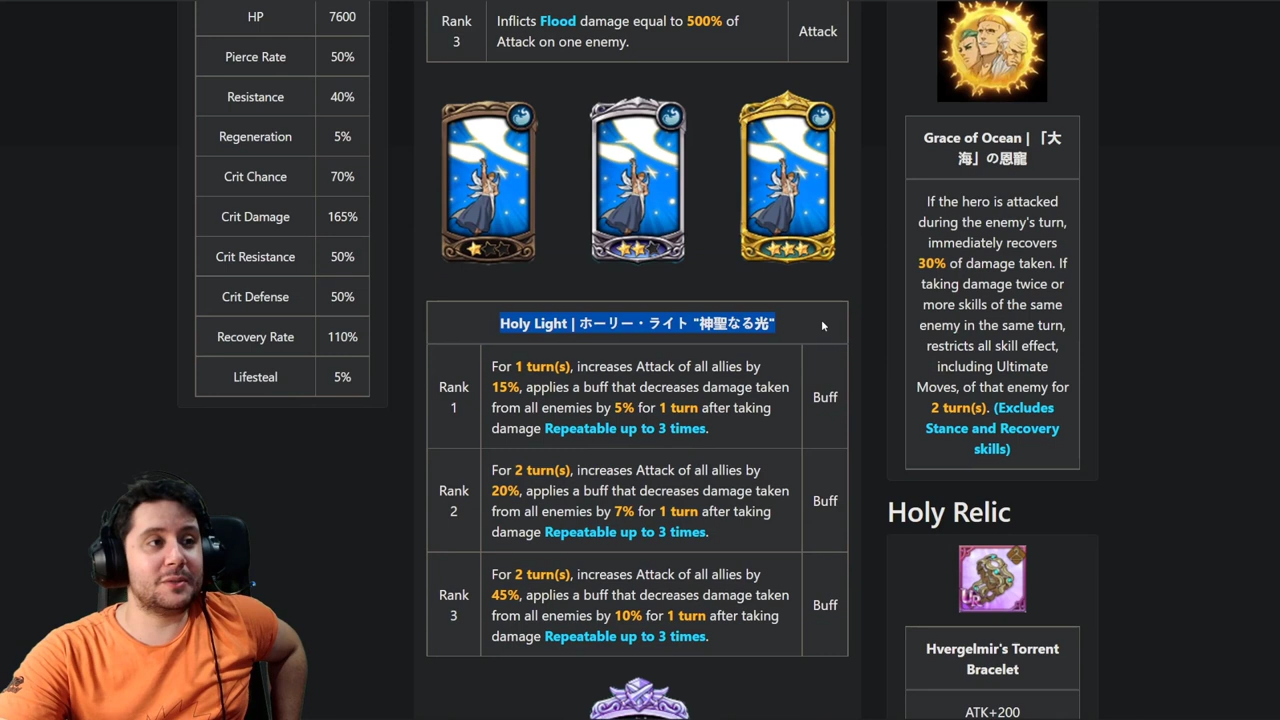 HP 7600
Pierce Rate 50%
Resistance 40%
Regeneration 5%
Crit Chance 70%
Crit Damage 165%
Crit Resistance 50%
Crit Defense 50%
Recovery Rate 110%
Lifesteal 5%
Rank 3
Inflicts Flood damage equal to 500% of
Attack on one enemy.
Attack
Holy Light | ホーリー・ライト "神聖なる光"
Rank 1
For 1 turn(s), increases Attack of all allies by
15%, applies a buff that decreases damage taken
from all enemies by 5% for 1 turn after taking
damage Repeatable up to 3 times.
Buff
Rank 2
For 2 turn(s), increases Attack of all allies by
20%, applies a buff that decreases damage taken
from all enemies by 7% for 1 turn after taking
damage Repeatable up to 3 times.
Buff
Rank 3
For 2 turn(s), increases Attack of all allies by
45%, applies a buff that decreases damage taken
from all enemies by 10% for 1 turn after taking
damage Repeatable up to 3 times.
Buff
Grace of Ocean | 「大
海」の恩寵
If the hero is attacked
during the enemy's turn,
immediately recovers
30% of damage taken. If
taking damage twice or
more skills of the same
enemy in the same turn,
restricts all skill effect,
including Ultimate
Moves, of that enemy for
2 turn(s). (Excludes
Stance and Recovery
skills)
Holy Relic
UR
Hvergelmir's Torrent
Bracelet
ATK+200